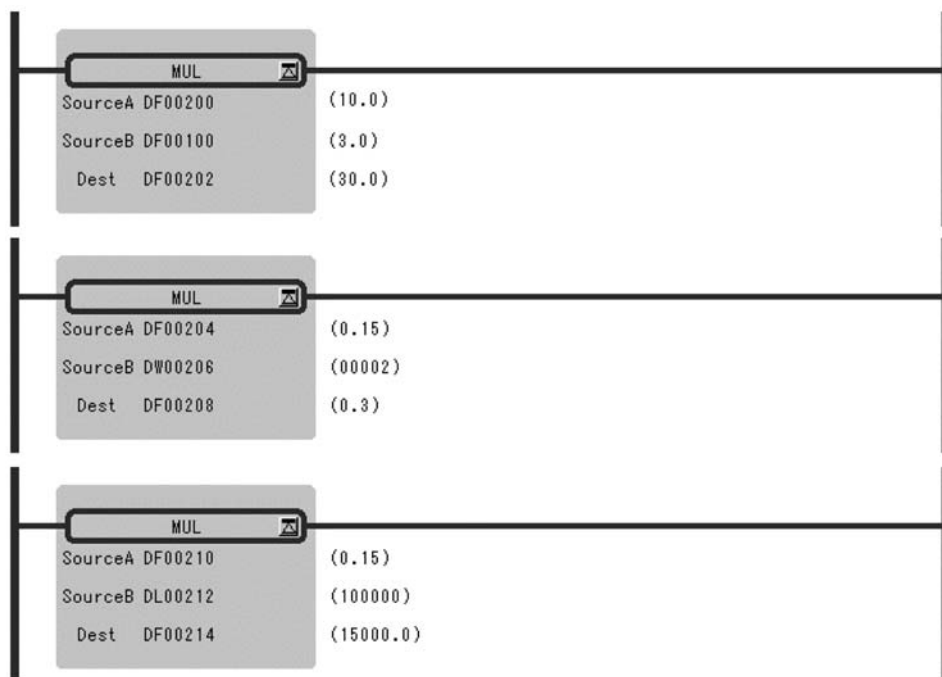 MUL
SourceA DF00200 (10.0)
SourceB DF00100 (3.0)
Dest DF00202 (30.0)
MUL
SourceA DF00204 (0.15)
SourceB DW00206 (00002)
Dest DF00208 (0.3)
MUL
SourceA DF00210 (0.15)
SourceB DL00212 (100000)
Dest DF00214 (15000.0)